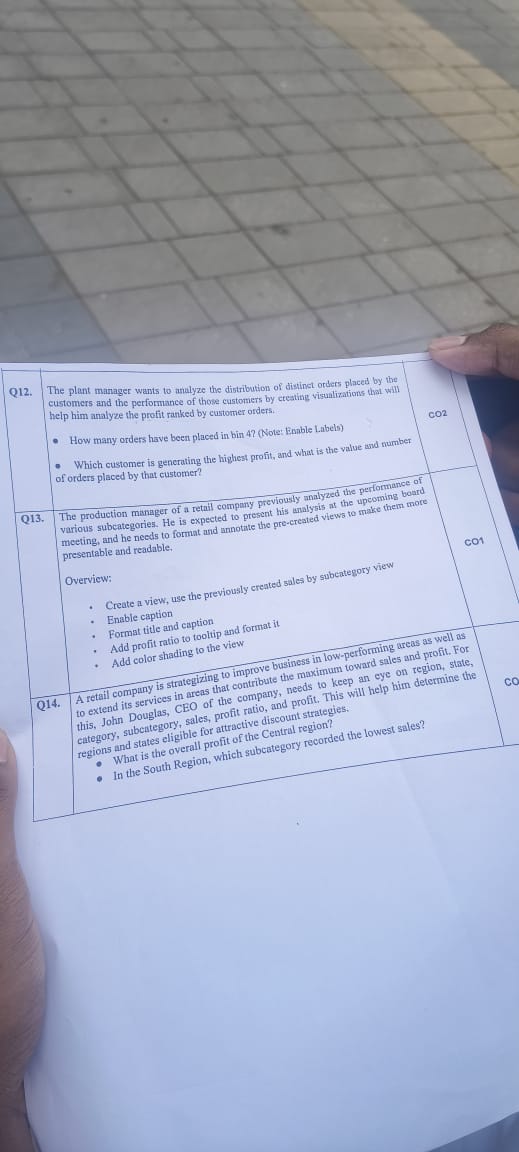 Q12.
The plant manager wants to analyze the distribution of distinct orders placed by the
customers and the performance of those customers by creating visualizations that will
help him analyze the profit ranked by customer orders.
• How many orders have been placed in bin 4? (Note: Enable Labels)
• Which customer is generating the highest profit, and what is the value and number
of orders placed by that customer?
CO2
Q13.
The production manager of a retail company previously analyzed the performance of
various subcategories. He is expected to present his analysis at the upcoming board
meeting, and he needs to format and annotate the pre-created views to make them more
presentable and readable.
Overview:
• Create a view, use the previously created sales by subcategory view
• Enable caption
• Format title and caption
• Add profit ratio to tooltip and format it
• Add color shading to the view
CO1
Q14.
A retail company is strategizing to improve business in low-performing areas as well as
to extend its services in areas that contribute the maximum toward sales and profit. For
this, John Douglas, CEO of the company, needs to keep an eye on region, state,
category, subcategory, sales, profit ratio, and profit. This will help him determine the
regions and states eligible for attractive discount strategies.
• What is the overall profit of the Central region?
• In the South Region, which subcategory recorded the lowest sales?
CO